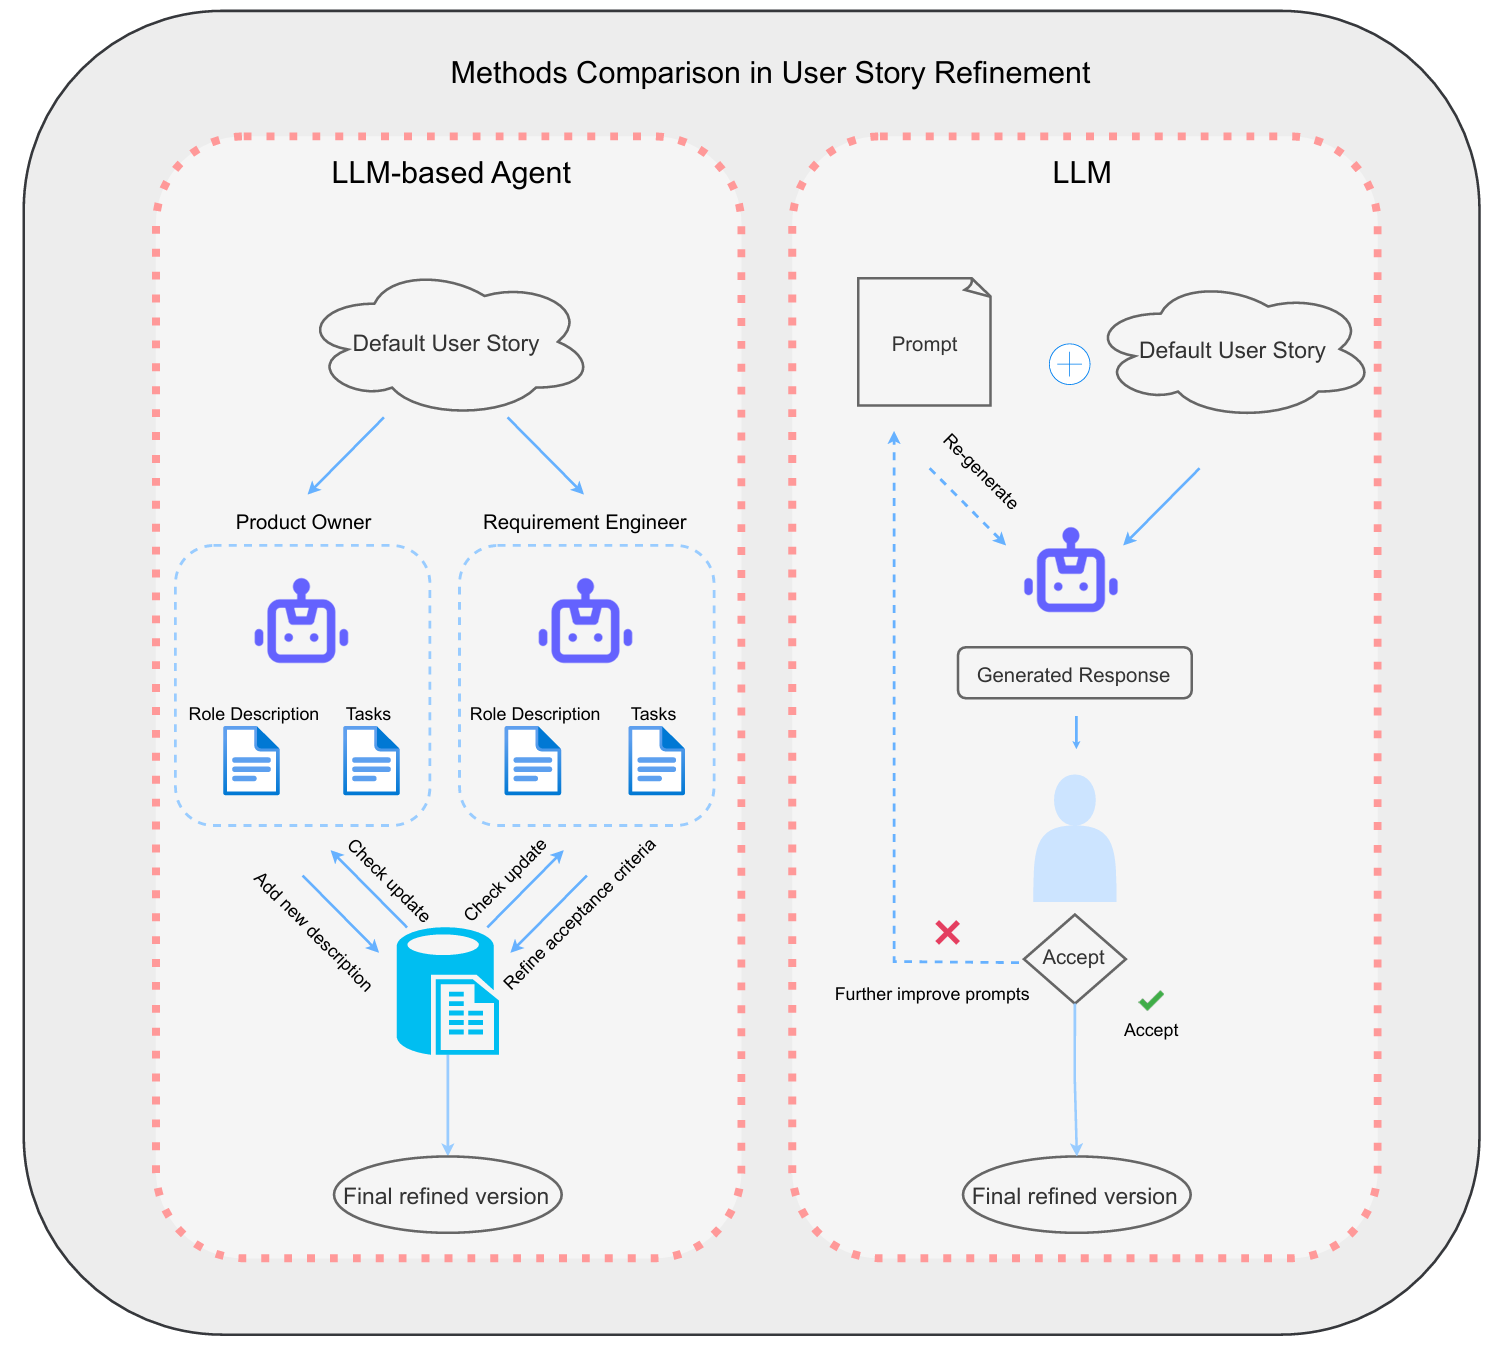 Methods Comparison in User Story Refinement
LLM-based Agent
Default User Story
Product Owner
Requirement Engineer
Role Description
Tasks
Role Description
Tasks
Add new description
Check update
Check update
Refine acceptance criteria
Final refined version
LLM
Prompt
Default User Story
Re-generate
Generated Response
Accept
Further improve prompts
Accept
Final refined version